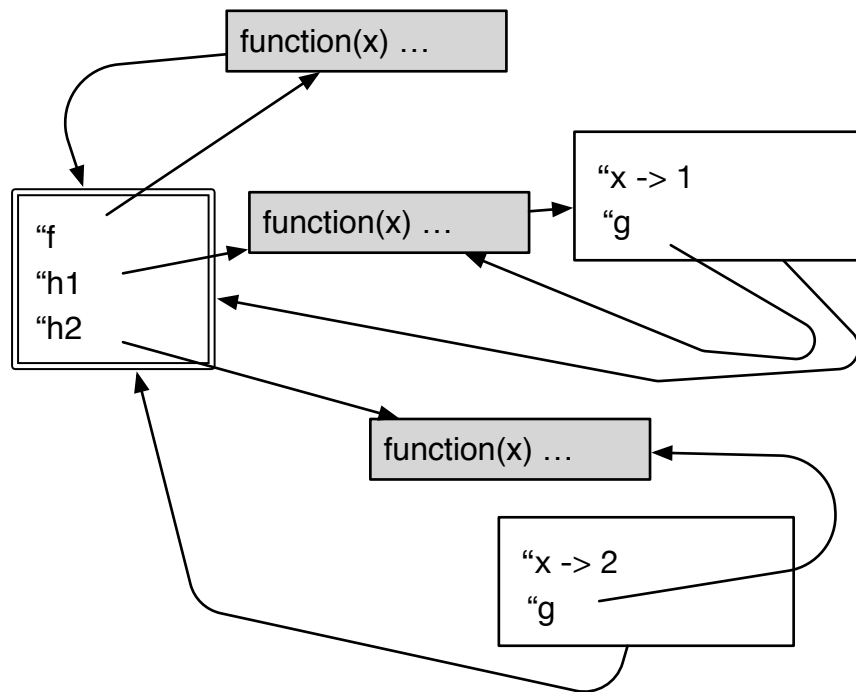 function(x) …
“x -> 1
“g
function(x) …
“f
“h1
“h2
function(x) …
“x -> 2
“g